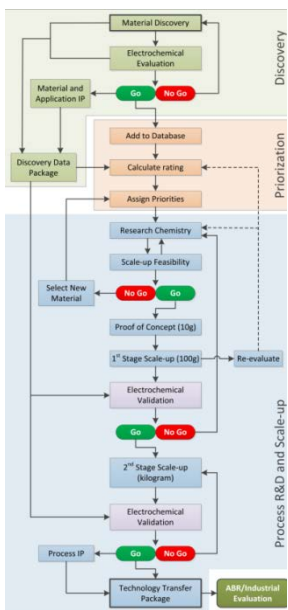 Material Discovery
Discovery
Electrochemical
Evaluation
Material and
Application IP
Go
No Go
Add to Database
Priorization
Discovery Data
Package
Calculate rating
Assign Priorities
Research Chemistry
Scale-up Feasibility
Select New
Material
No Go
Go
Proof of Concept (10g)
1st Stage Scale-up (100g)
Re-evaluate
Electrochemical
Validation
Process R&D and Scale-up
Go
No Go
2nd Stage Scale-up
(kilogram)
Electrochemical
Validation
Process IP
Go
No Go
Technology Transfer
Package
ABR/Industrial
Evaluation